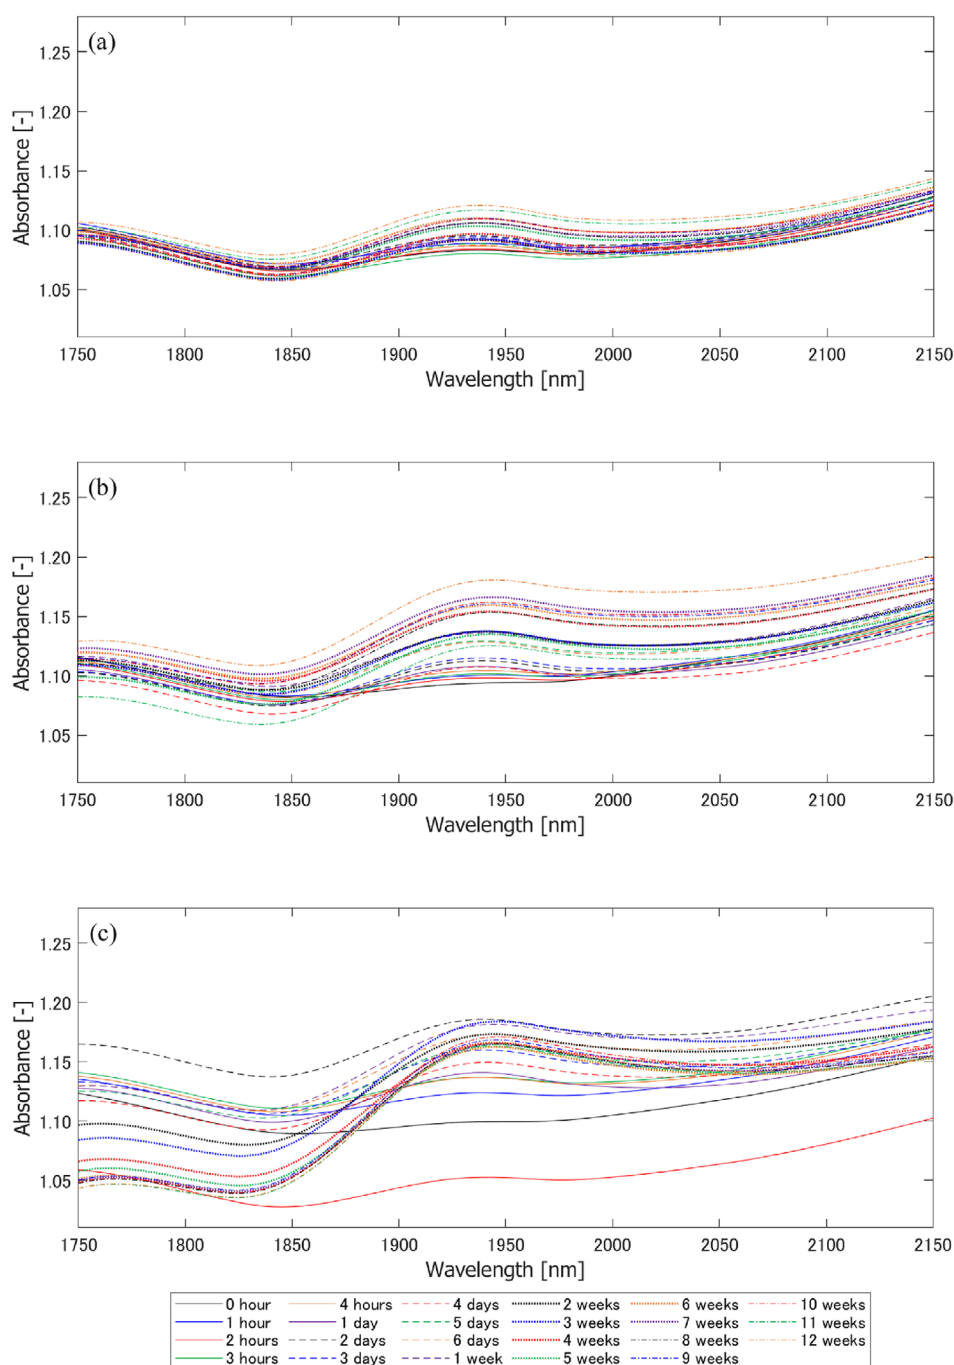 (a)
1.25
1.20
1.15
1.10
1.05
Absorbance [-]
1750 1800 1850 1900 1950 2000 2050 2100 2150
Wavelength [nm]
(b)
1.25
1.20
1.15
1.10
1.05
Absorbance [-]
1750 1800 1850 1900 1950 2000 2050 2100 2150
Wavelength [nm]
(c)
1.25
1.20
1.15
1.10
1.05
Absorbance [-]
1750 1800 1850 1900 1950 2000 2050 2100 2150
Wavelength [nm]
0 hour 4 hours 4 days 2 weeks 6 weeks 10 weeks
1 hour 1 day 5 days 3 weeks 7 weeks 11 weeks
2 hours 2 days 6 days 4 weeks 8 weeks 12 weeks
3 hours 3 days 1 week 5 weeks 9 weeks